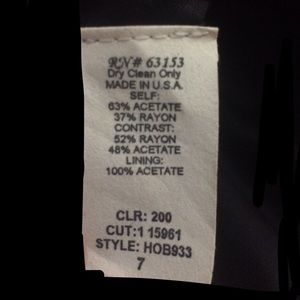 RN# 63153
Dry Clean Only
MADE IN U.S.A.
SELF:
63% ACETATE
37% RAYON
CONTRAST:
52% RAYON
48% ACETATE
LINING:
100% ACETATE
CLR: 200
CUT:1 15961
STYLE: HOB933
7